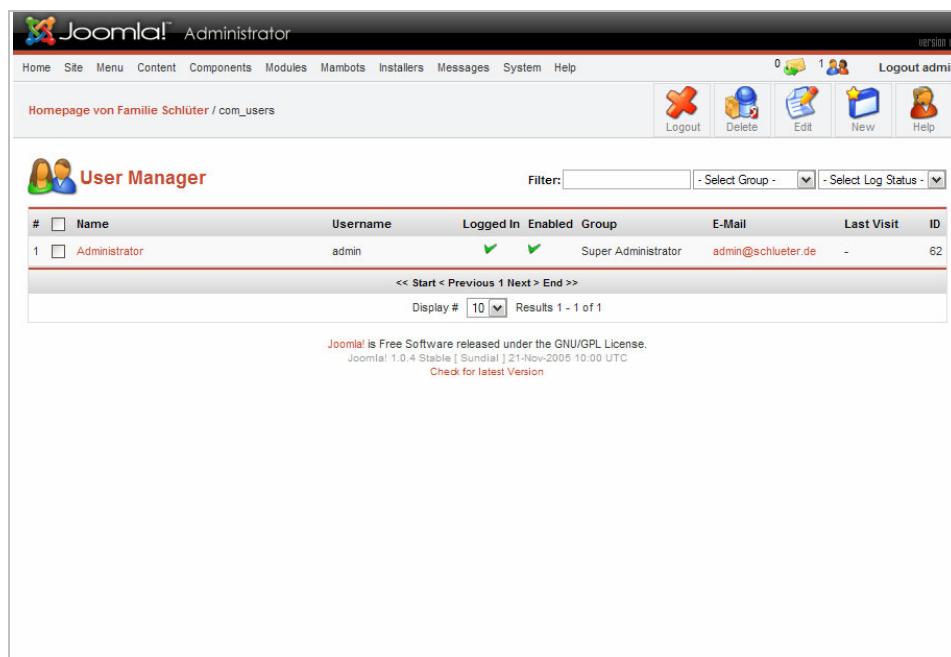 Joomla!™ Administrator
version
Home Site Menu Content Components Modules Mambots Installers Messages System Help 0 1 Logout admi
Homepage von Familie Schlüter / com_users
Logout Delete Edit New Help
User Manager Filter: - Select Group - - Select Log Status -
# Name Username Logged In Enabled Group E-Mail Last Visit ID
1 Administrator admin Super Administrator admin@schlueter.de - 62
<< Start < Previous 1 Next > End >>
Display # 10 Results 1 - 1 of 1
Joomla! is Free Software released under the GNU/GPL License.
Joomla! 1.0.4 Stable [ Sundial ] 21-Nov-2005 10:00 UTC
Check for latest Version